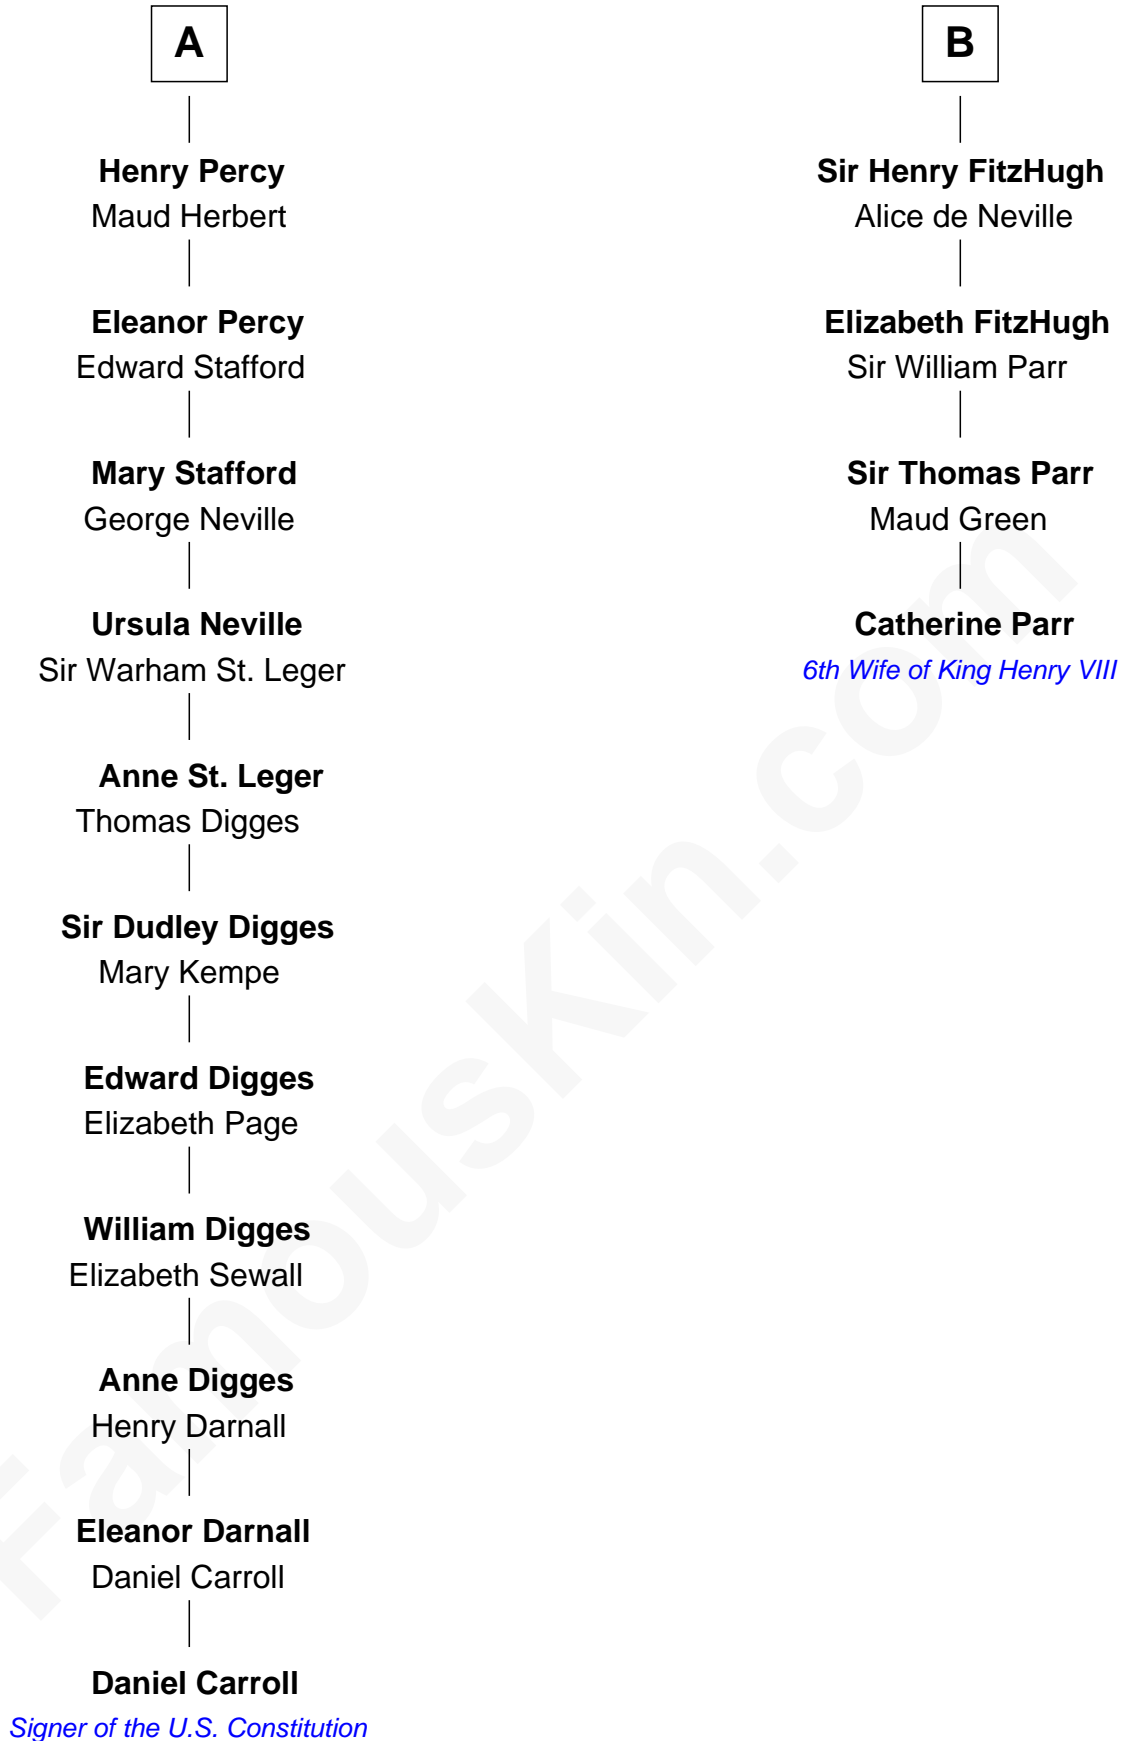 A
Henry Percy
Maud Herbert
Eleanor Percy
Edward Stafford
Mary Stafford
George Neville
Ursula Neville
Sir Warham St. Leger
Anne St. Leger
Thomas Digges
Sir Dudley Digges
Mary Kempe
Edward Digges
Elizabeth Page
William Digges
Elizabeth Sewall
Anne Digges
Henry Darnall
Eleanor Darnall
Daniel Carroll
Daniel Carroll
Signer of the U.S. Constitution
B
Sir Henry FitzHugh
Alice de Neville
Elizabeth FitzHugh
Sir William Parr
Sir Thomas Parr
Maud Green
Catherine Parr
6th Wife of King Henry VIII
FamousKin.com